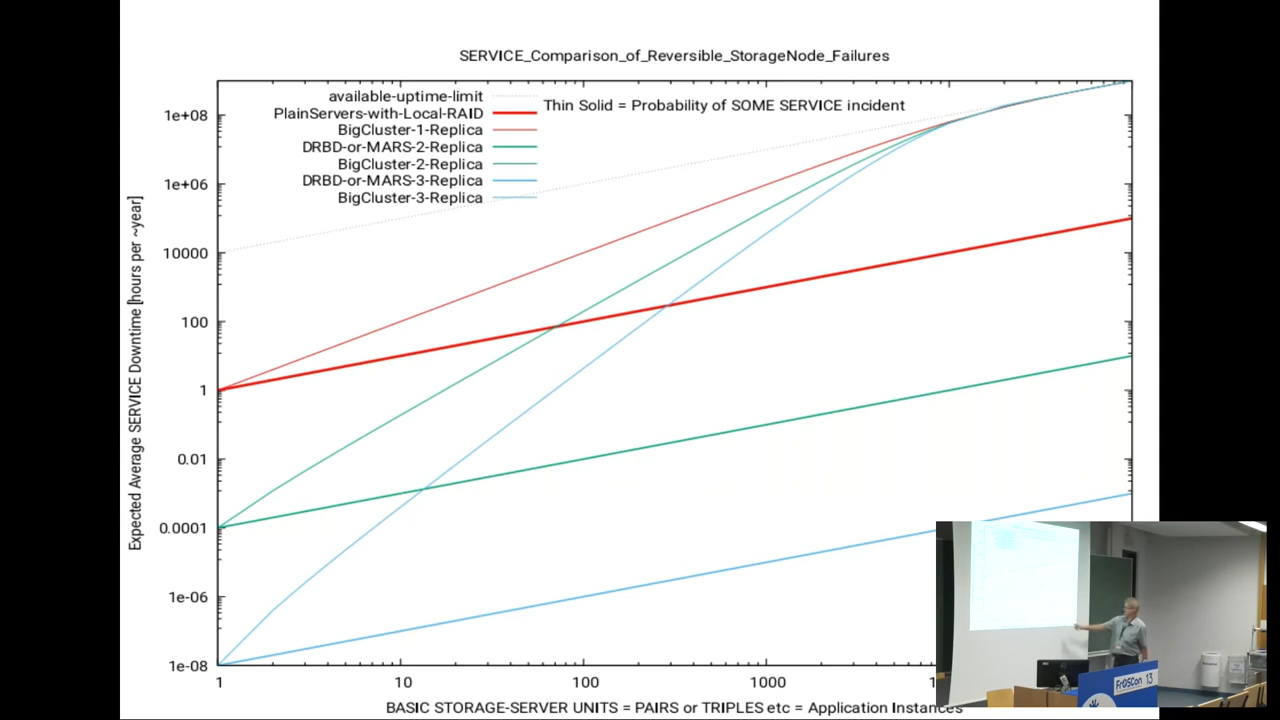 SERVICE_Comparison_of_Reversible_StorageNode_Failures
available-uptime-limit
Thin Solid = Probability of SOME SERVICE incident
PlainServers-with-Local-RAID
BigCluster-1-Replica
DRBD-or-MARS-2-Replica
BigCluster-2-Replica
DRBD-or-MARS-3-Replica
BigCluster-3-Replica
Expected Average SERVICE Downtime [hours per ~year]
1e+08
1e+06
10000
100
1
0.01
0.0001
1e-06
1e-08
1
10
100
1000
1
BASIC STORAGE-SERVER UNITS = PAIRS or TRIPLES etc = Application Instances
FrOSCon 13